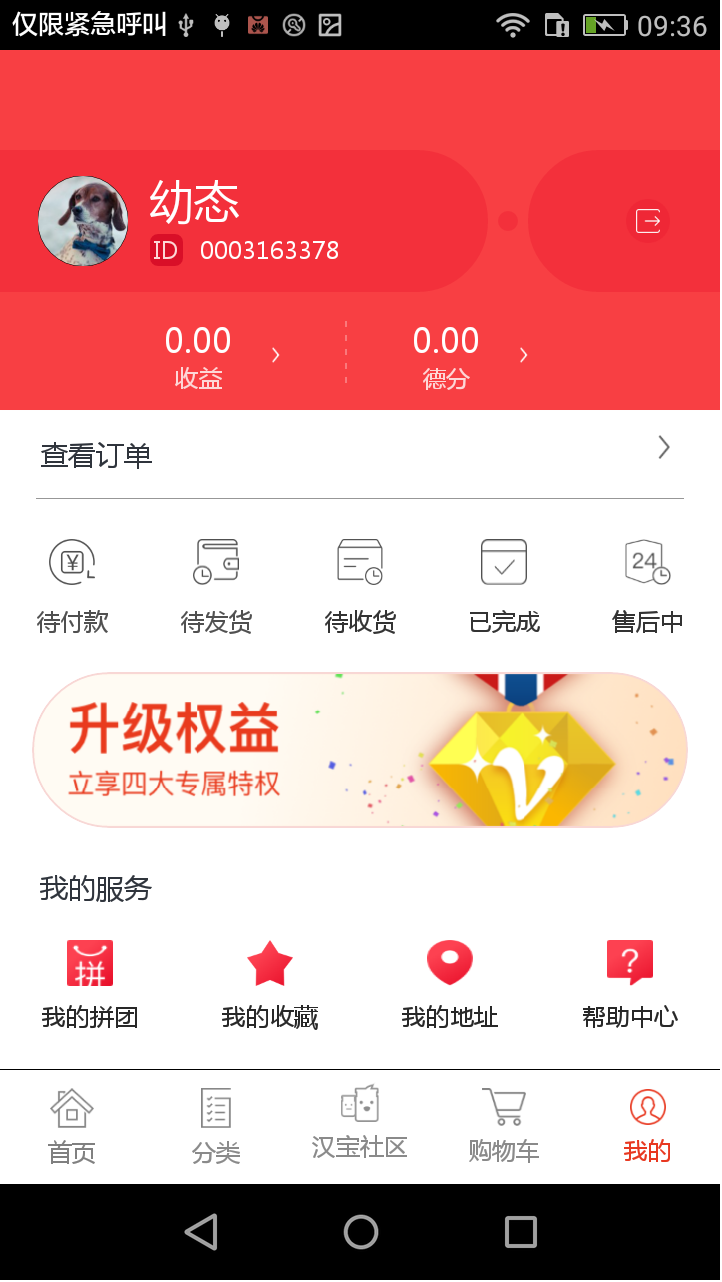 仅限紧急呼叫 09:36
幼态
ID 0003163378
0.00 0.00
收益 德分
查看订单
¥ 24
待付款 待发货 待收货 已完成 售后中
升级权益
立享四大专属特权
V
我的服务
拼 ?
我的拼团 我的收藏 我的地址 帮助中心
首页 分类 汉宝社区 购物车 我的